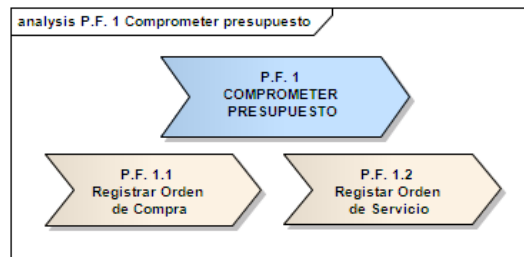 analysis P.F. 1 Comprometer presupuesto
P.F. 1
COMPROMETER
PRESUPUESTO
P.F. 1.1
Registrar Orden
de Compra
P.F. 1.2
Registar Orden
de Servicio